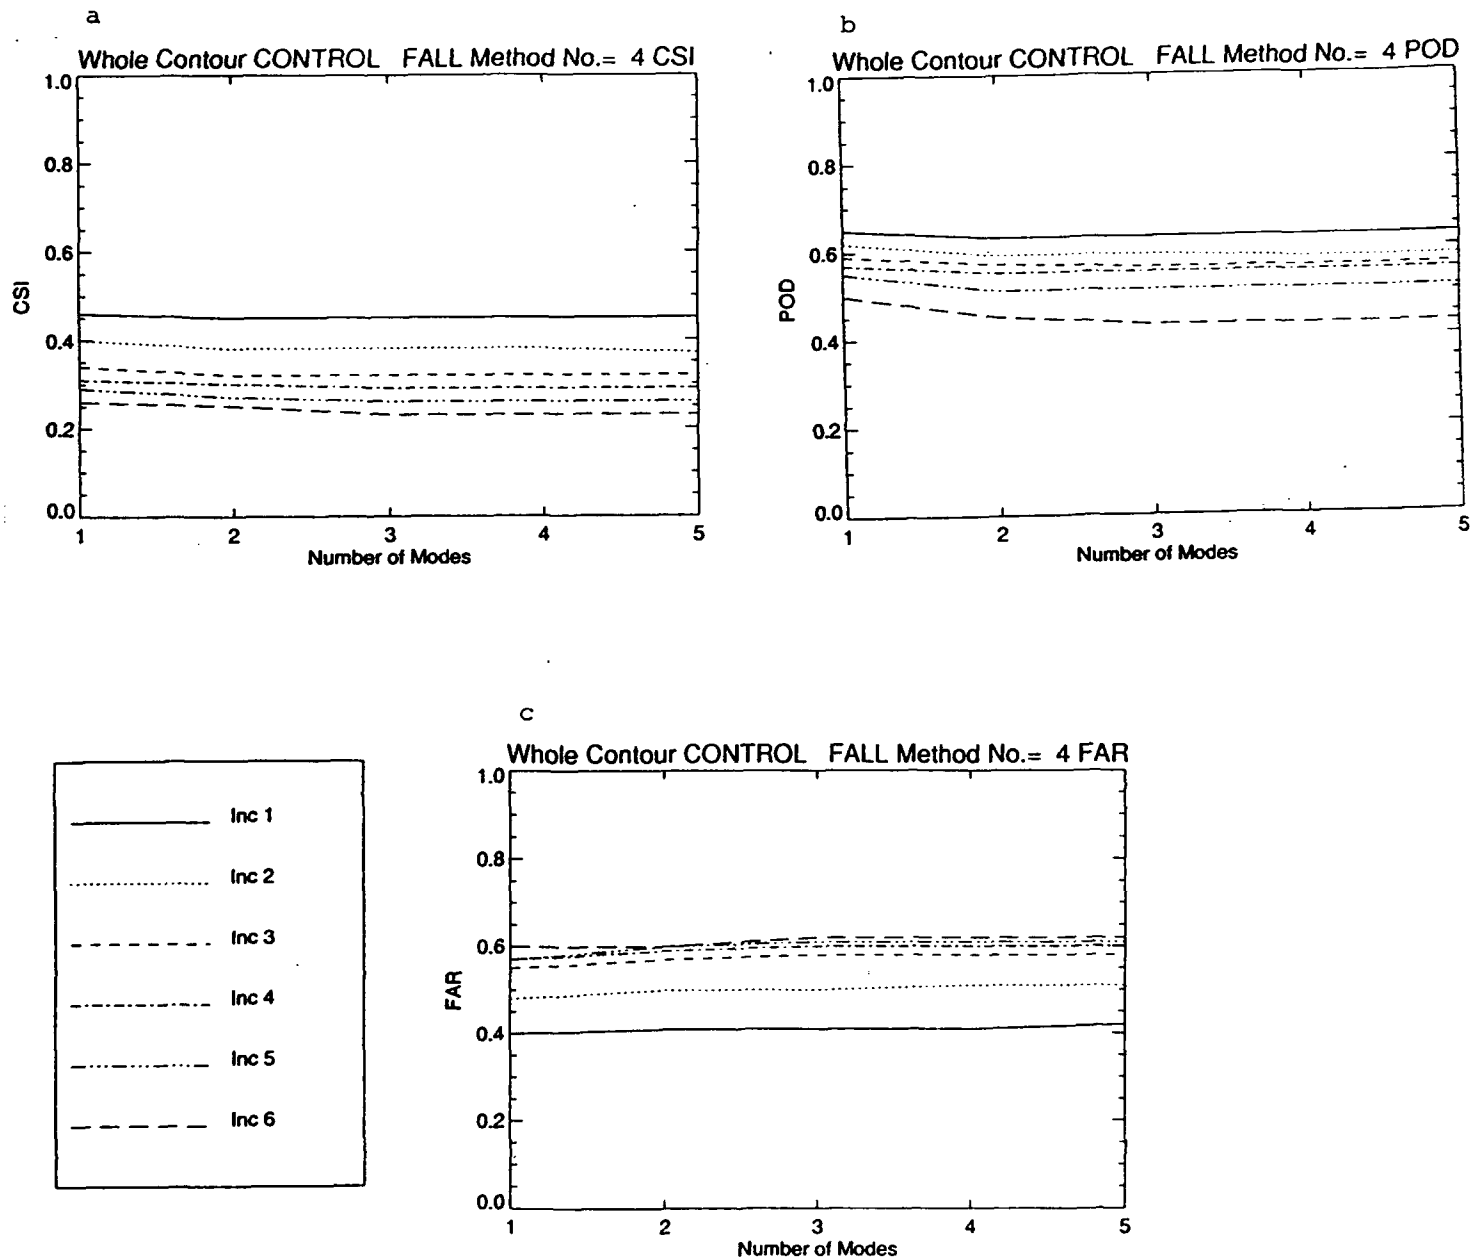 a
Whole Contour CONTROL FALL Method No.= 4 CSI
1.0
0.8
0.6
0.4
0.2
0.0
CSI
1 2 3 4 5
Number of Modes
b
Whole Contour CONTROL FALL Method No.= 4 POD
1.0
0.8
0.6
0.4
0.2
0.0
POD
1 2 3 4 5
Number of Modes
Inc 1
Inc 2
Inc 3
Inc 4
Inc 5
Inc 6
c
Whole Contour CONTROL FALL Method No.= 4 FAR
1.0
0.8
0.6
0.4
0.2
0.0
FAR
1 2 3 4 5
Number of Modes